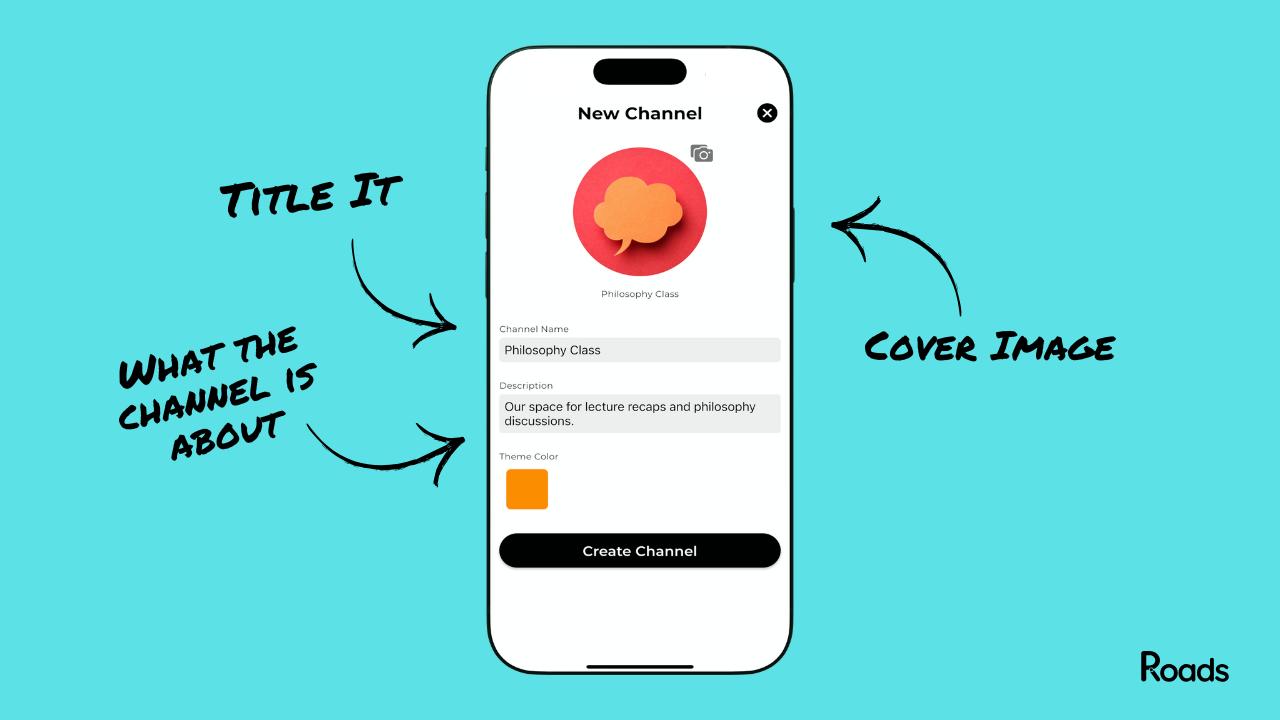 New Channel
Title It
Philosophy Class
Channel Name
Philosophy Class
What the
channel is
about
Cover Image
Description
Our space for lecture recaps and philosophy
discussions.
Theme Color
Create Channel
Roads